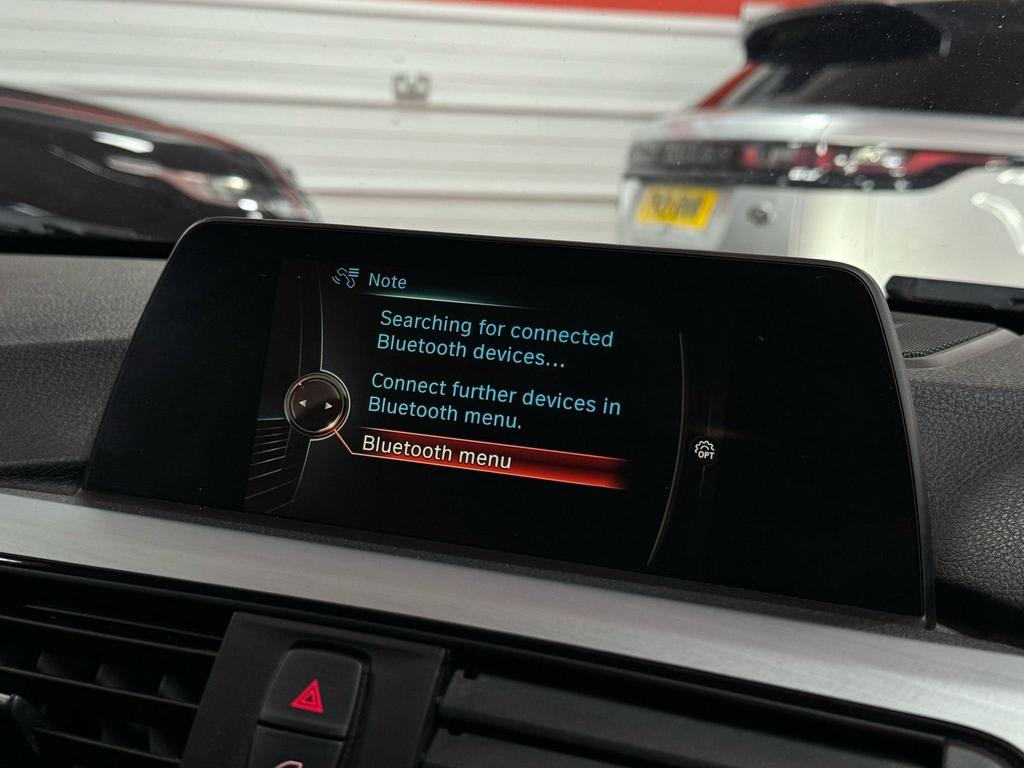 Note
Searching for connected
Bluetooth devices...
Connect further devices in
Bluetooth menu.
Bluetooth menu
OPT